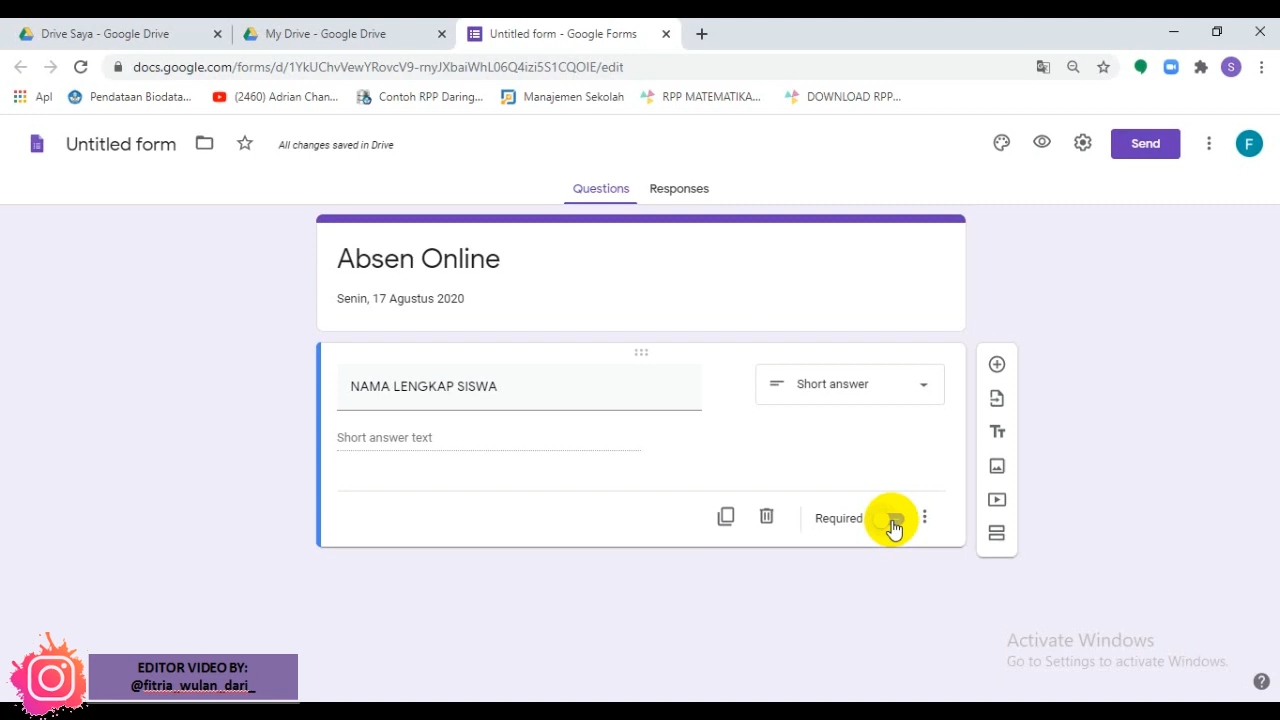 Drive Saya - Google Drive
My Drive - Google Drive
Untitled form - Google Forms
docs.google.com/forms/d/1YkUChvVewYRovcV9-rnyJXbaiWhL06Q4izi5S1CQOIE/edit
S
Apl
Pendataan Biodata...
(2460) Adrian Chan...
Contoh RPP Daring...
Manajemen Sekolah
RPP MATEMATIKA...
DOWNLOAD RPP...
Untitled form
All changes saved in Drive
Send
F
Questions
Responses
Absen Online
Senin, 17 Agustus 2020
NAMA LENGKAP SISWA
Short answer
Short answer text
Required
Activate Windows
Go to Settings to activate Windows.
EDITOR VIDEO BY:
@fitria_wulan_dari_